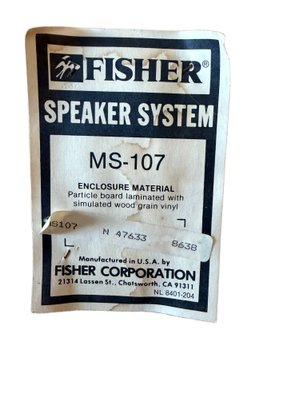 FISHER®
SPEAKER SYSTEM
MS-107
ENCLOSURE MATERIAL
Particle board laminated with
simulated wood grain vinyl
MS107 N 47633 8638
Manufactured in U.S.A. by
FISHER CORPORATION
21314 Lassen St., Chatsworth, CA 91311
NL 8401-204